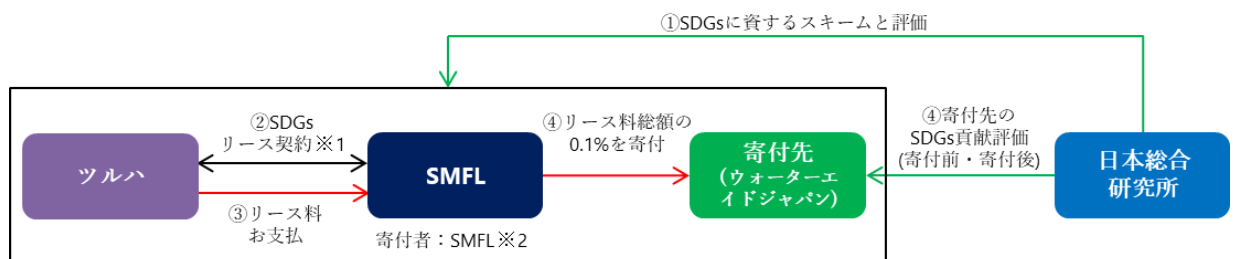 ①SDGsに資するスキームと評価
ツルハ
②SDGs
リース契約※1
③リース料
お支払
SMFL
寄付者：SMFL※2
④リース料総額の
0.1%を寄付
寄付先
(ウォーターエ
イドジャパン)
④寄付先の
SDGs貢献評価
(寄付前・寄付後)
日本総合
研究所